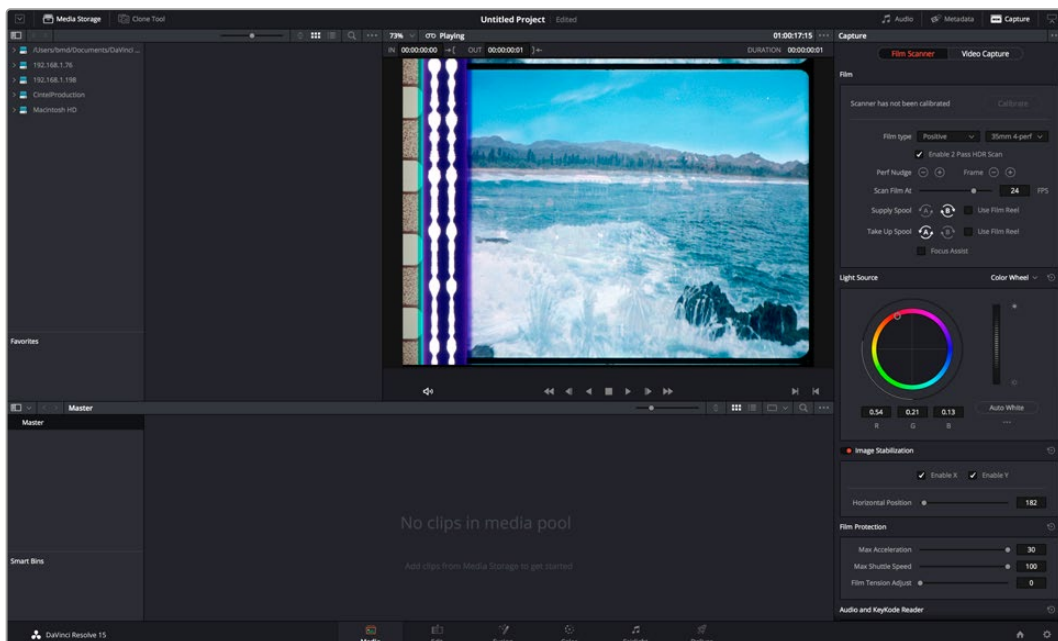 Media Storage Clone Tool Untitled Project Edited Audio Metadata Capture
73% Playing 01:00:17:15 Capture
IN 00:00:00:00 OUT 00:00:00:01 DURATION 00:00:00:01
/Users/bmd/Documents/DaVinci ...
192.168.1.76
192.168.1.198
CintelProduction
Macintosh HD
Favorites
Film Scanner Video Capture
Film
Scanner has not been calibrated Calibrate
Film type Positive 35mm 4-perf
Enable 2 Pass HDR Scan
Perf Nudge Frame
Scan Film At 24 FPS
Supply Spool A B Use Film Reel
Take Up Spool A B Use Film Reel
Focus Assist
Light Source Color Wheel
0.54 0.21 0.13 Auto White
R G B
Master
Master
No clips in media pool
Add clips from Media Storage to get started
Smart Bins
Image Stabilization
Enable X Enable Y
Horizontal Position 182
Film Protection
Max Acceleration 30
Max Shuttle Speed 100
Film Tension Adjust 0
Audio and KeyKode Reader
DaVinci Resolve 15 Media